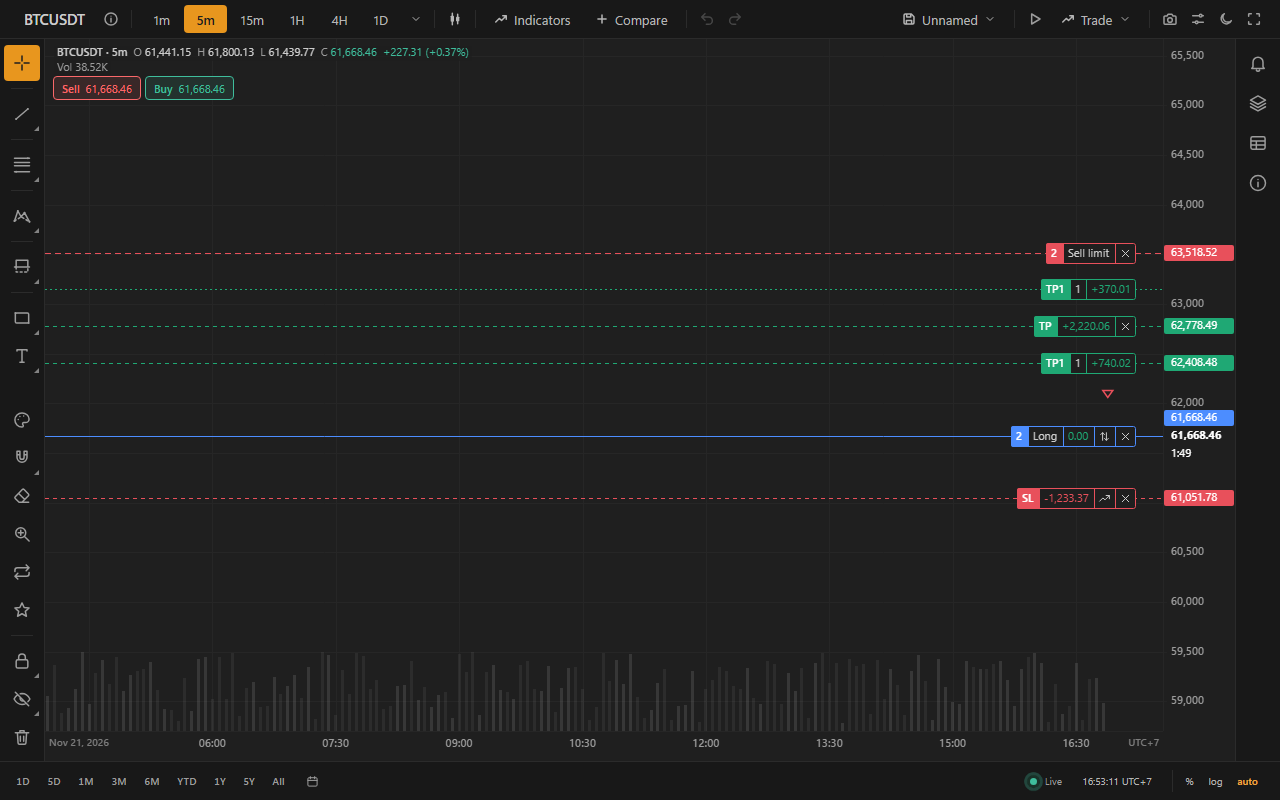 BTCUSDT 1m 5m 15m 1H 4H 1D Indicators Compare Unnamed Trade
BTCUSDT · 5m O 61,441.15 H 61,800.13 L 61,439.77 C 61,668.46 +227.31 (+0.37%)
Vol 38.52K
Sell 61,668.46 Buy 61,668.46
65,500
65,000
64,500
64,000
2 Sell limit 63,518.52
TP1 1 +370.01
63,000
TP +2,220.06 62,778.49
TP1 1 +740.02 62,408.48
62,000
61,668.46
2 Long 0.00 61,668.46
1:49
SL -1,233.37 61,051.78
60,500
60,000
59,500
59,000
Nov 21, 2026 06:00 07:30 09:00 10:30 12:00 13:30 15:00 16:30 UTC+7
1D 5D 1M 3M 6M YTD 1Y 5Y All Live 16:53:11 UTC+7 % log auto